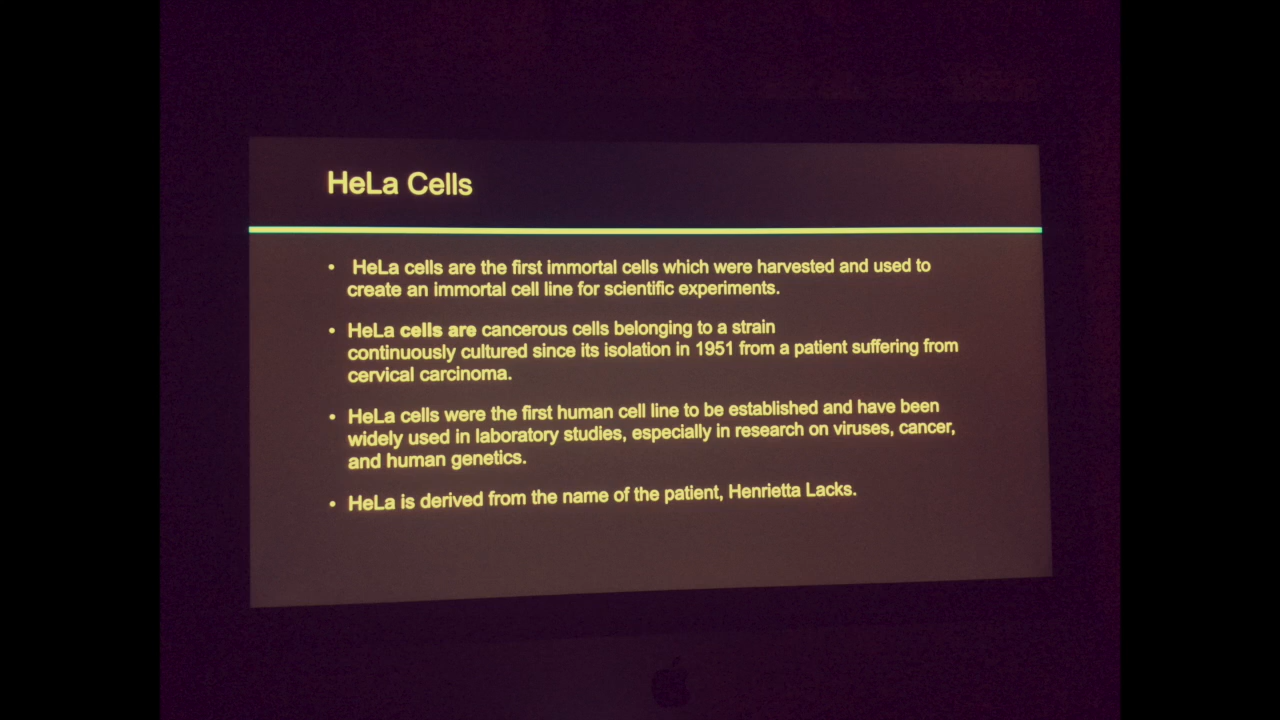 HeLa Cells
• HeLa cells are the first immortal cells which were harvested and used to
create an immortal cell line for scientific experiments.
• HeLa cells are cancerous cells belonging to a strain
continuously cultured since its isolation in 1951 from a patient suffering from
cervical carcinoma.
• HeLa cells were the first human cell line to be established and have been
widely used in laboratory studies, especially in research on viruses, cancer,
and human genetics.
• HeLa is derived from the name of the patient, Henrietta Lacks.